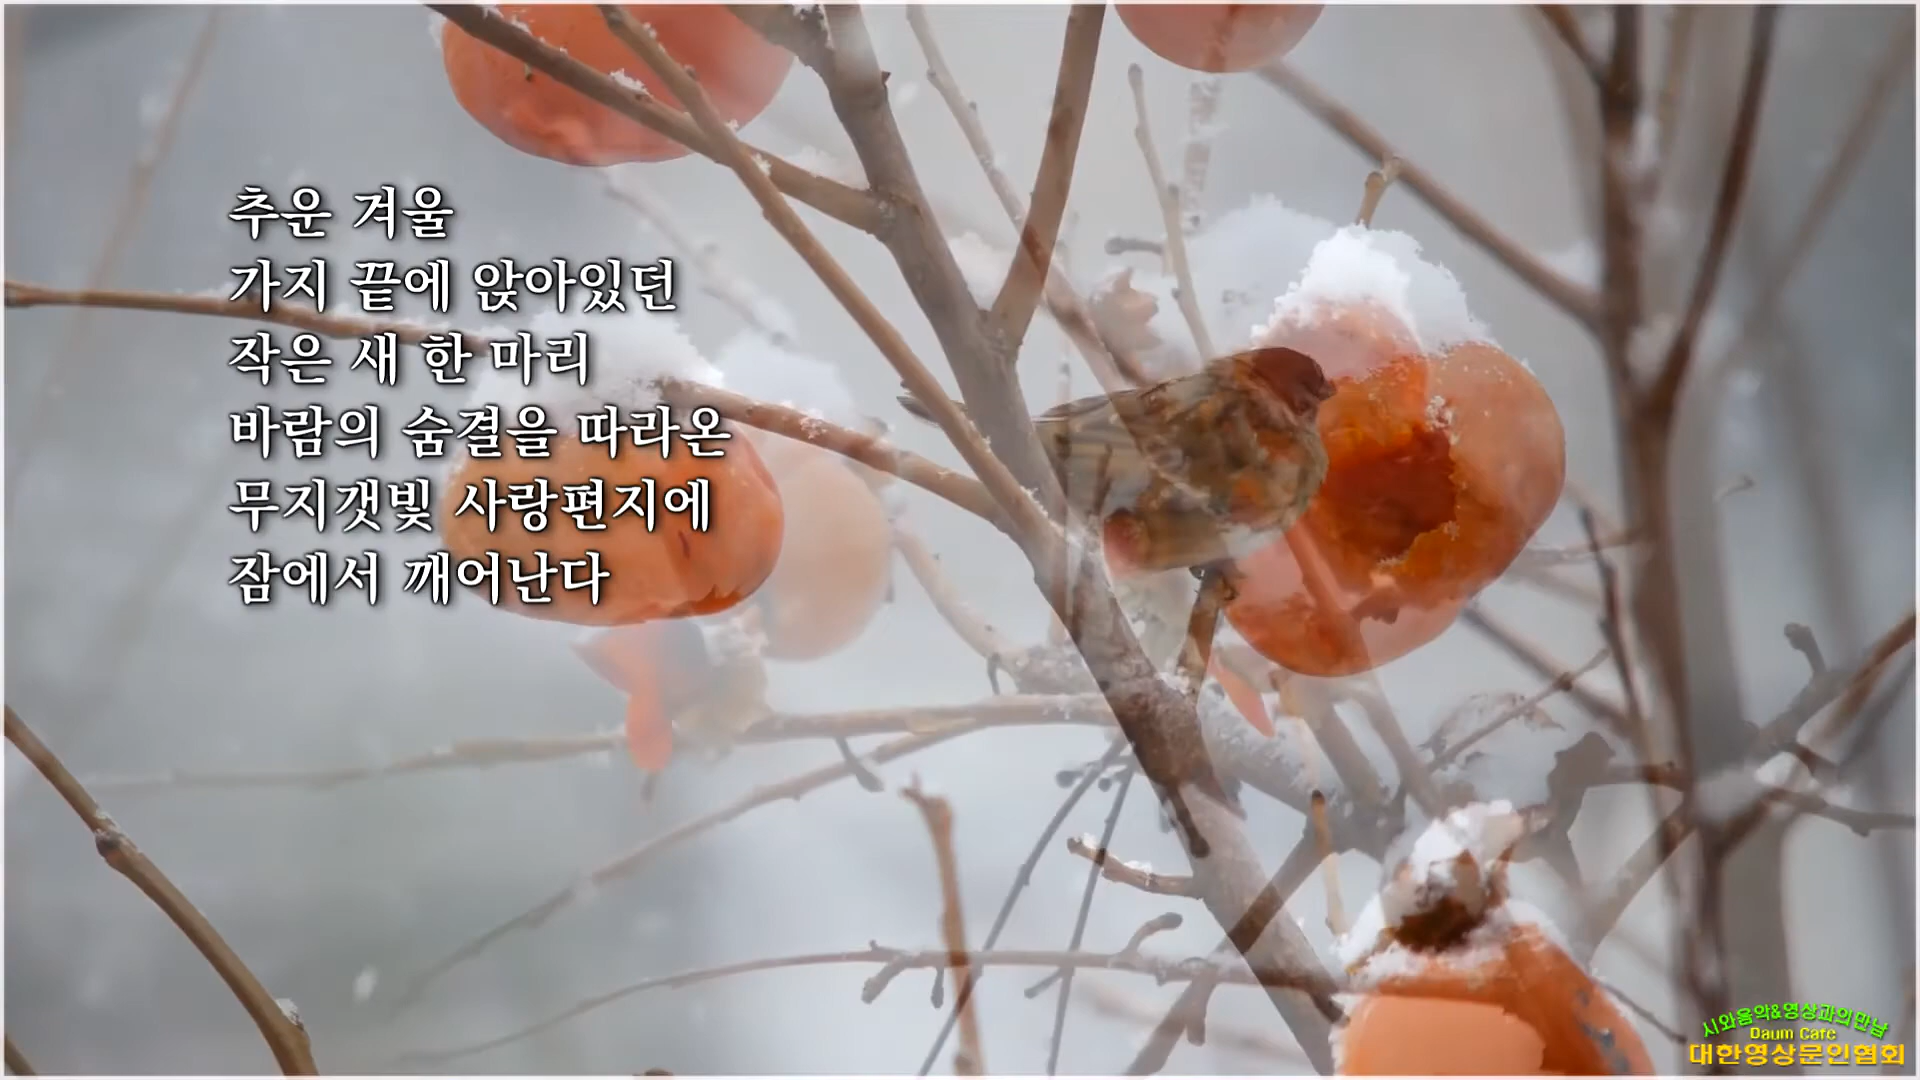 추운 겨울
가지 끝에 앉아있던
작은 새 한 마리
바람의 숨결을 따라온
무지갯빛 사랑편지에
잠에서 깨어난다
시와음악&영상과의만남
Daum Cafe
대한영상문인협회